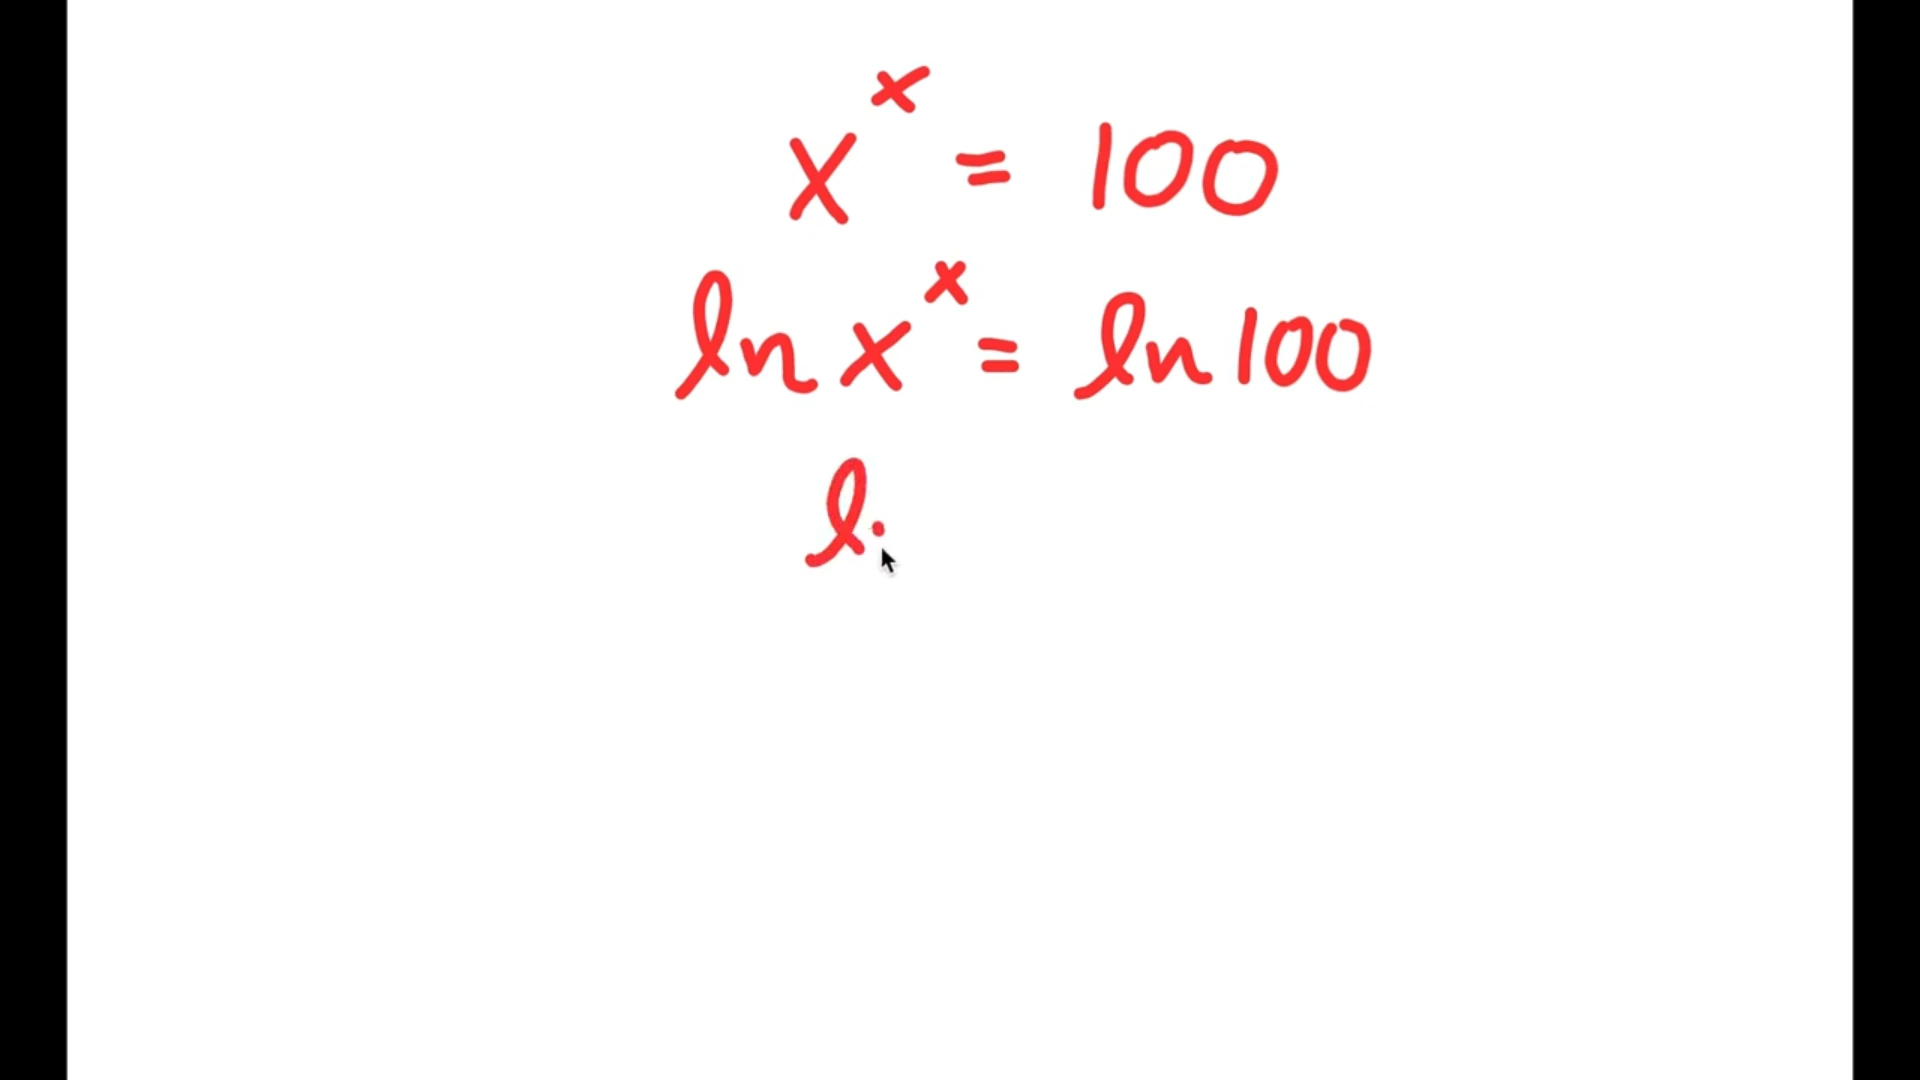 x^x = 100
ln x^x = ln 100
l